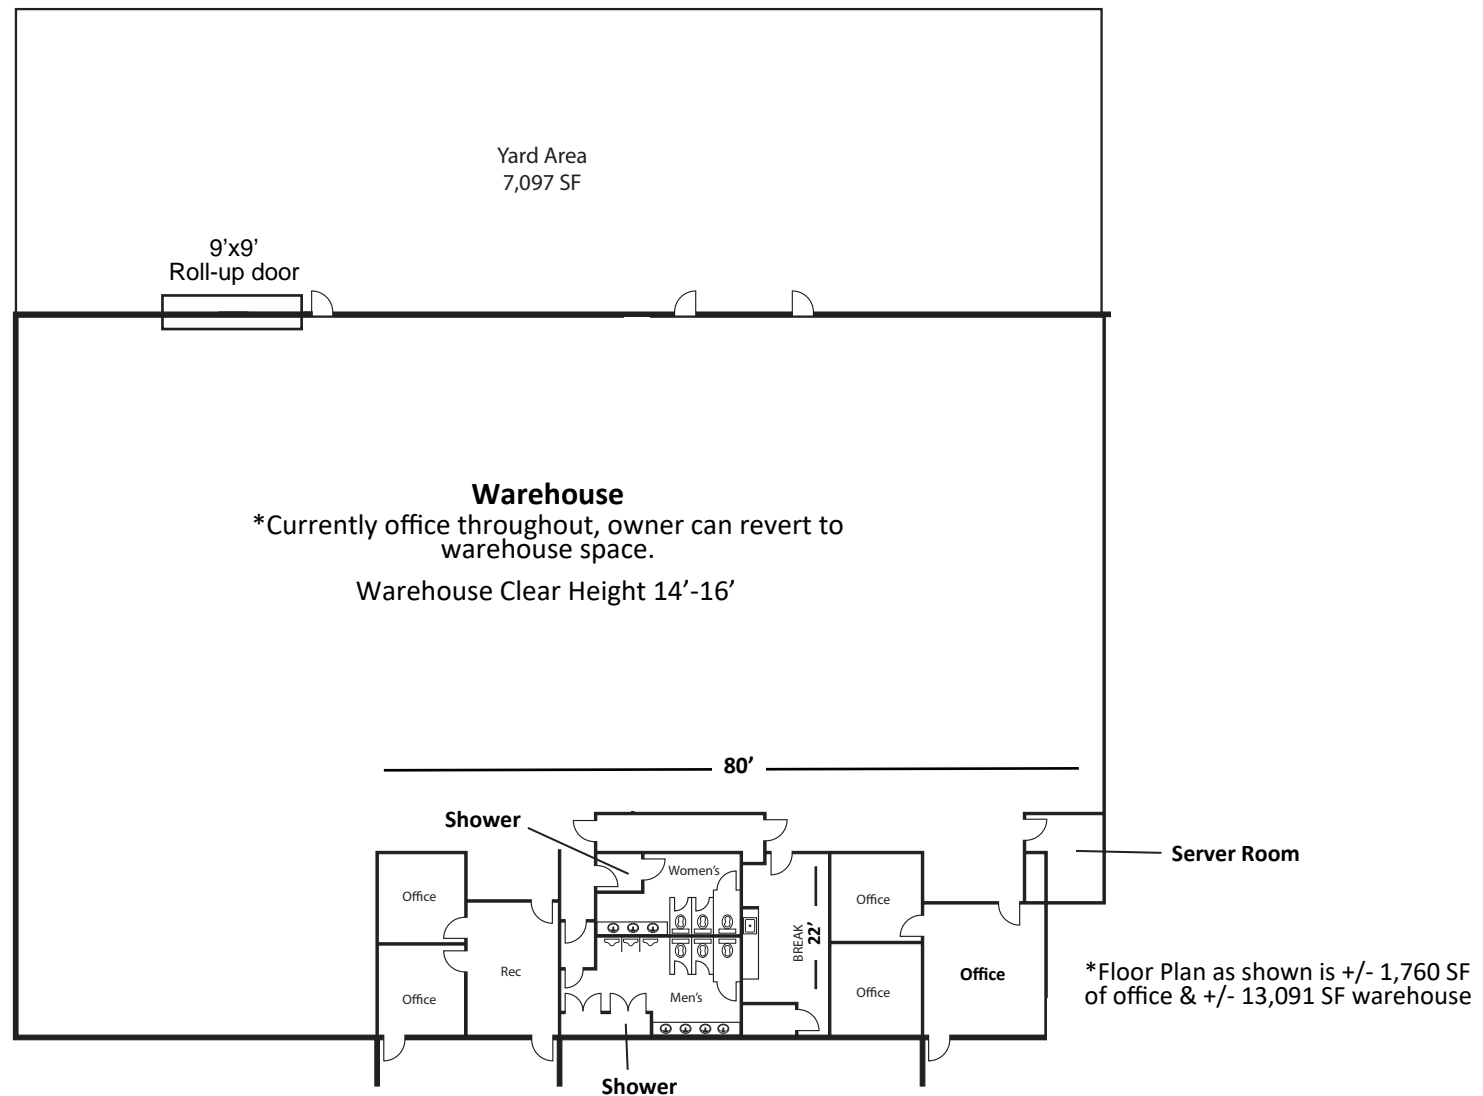 Yard Area
7,097 SF
9’x9’
Roll-up door
Warehouse
*Currently office throughout, owner can revert to
warehouse space.
Warehouse Clear Height 14’-16’
80’
Shower
Server Room
Women's
Office
Office
BREAK
22’
Rec
Office
*Floor Plan as shown is +/- 1,760 SF
of office & +/- 13,091 SF warehouse
Office
Men's
Office
Shower